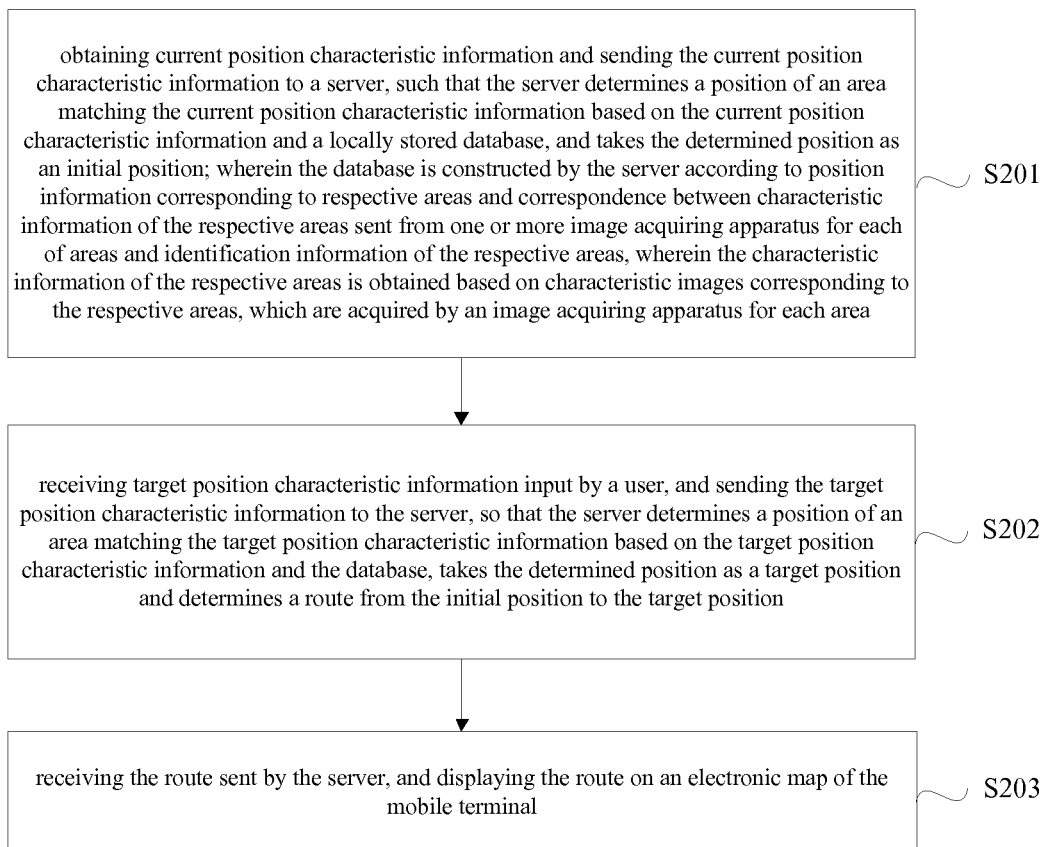 obtaining current position characteristic information and sending the current position
characteristic information to a server, such that the server determines a position of an area
matching the current position characteristic information based on the current position
characteristic information and a locally stored database, and takes the determined position as
an initial position; wherein the database is constructed by the server according to position
information corresponding to respective areas and correspondence between characteristic
information of the respective areas sent from one or more image acquiring apparatus for each
of areas and identification information of the respective areas, wherein the characteristic
information of the respective areas is obtained based on characteristic images corresponding to
the respective areas, which are acquired by an image acquiring apparatus for each area
S201
receiving target position characteristic information input by a user, and sending the target
position characteristic information to the server, so that the server determines a position of an
area matching the target position characteristic information based on the target position
characteristic information and the database, takes the determined position as a target position
and determines a route from the initial position to the target position
S202
receiving the route sent by the server, and displaying the route on an electronic map of the
mobile terminal
S203